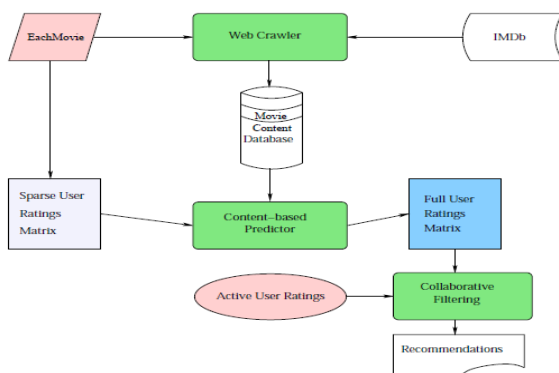 EachMovie
Web Crawler
IMDb
Movie
Content
Database
Sparse User
Ratings
Matrix
Content-based
Predictor
Full User
Ratings
Matrix
Active User Ratings
Collaborative
Filtering
Recommendations